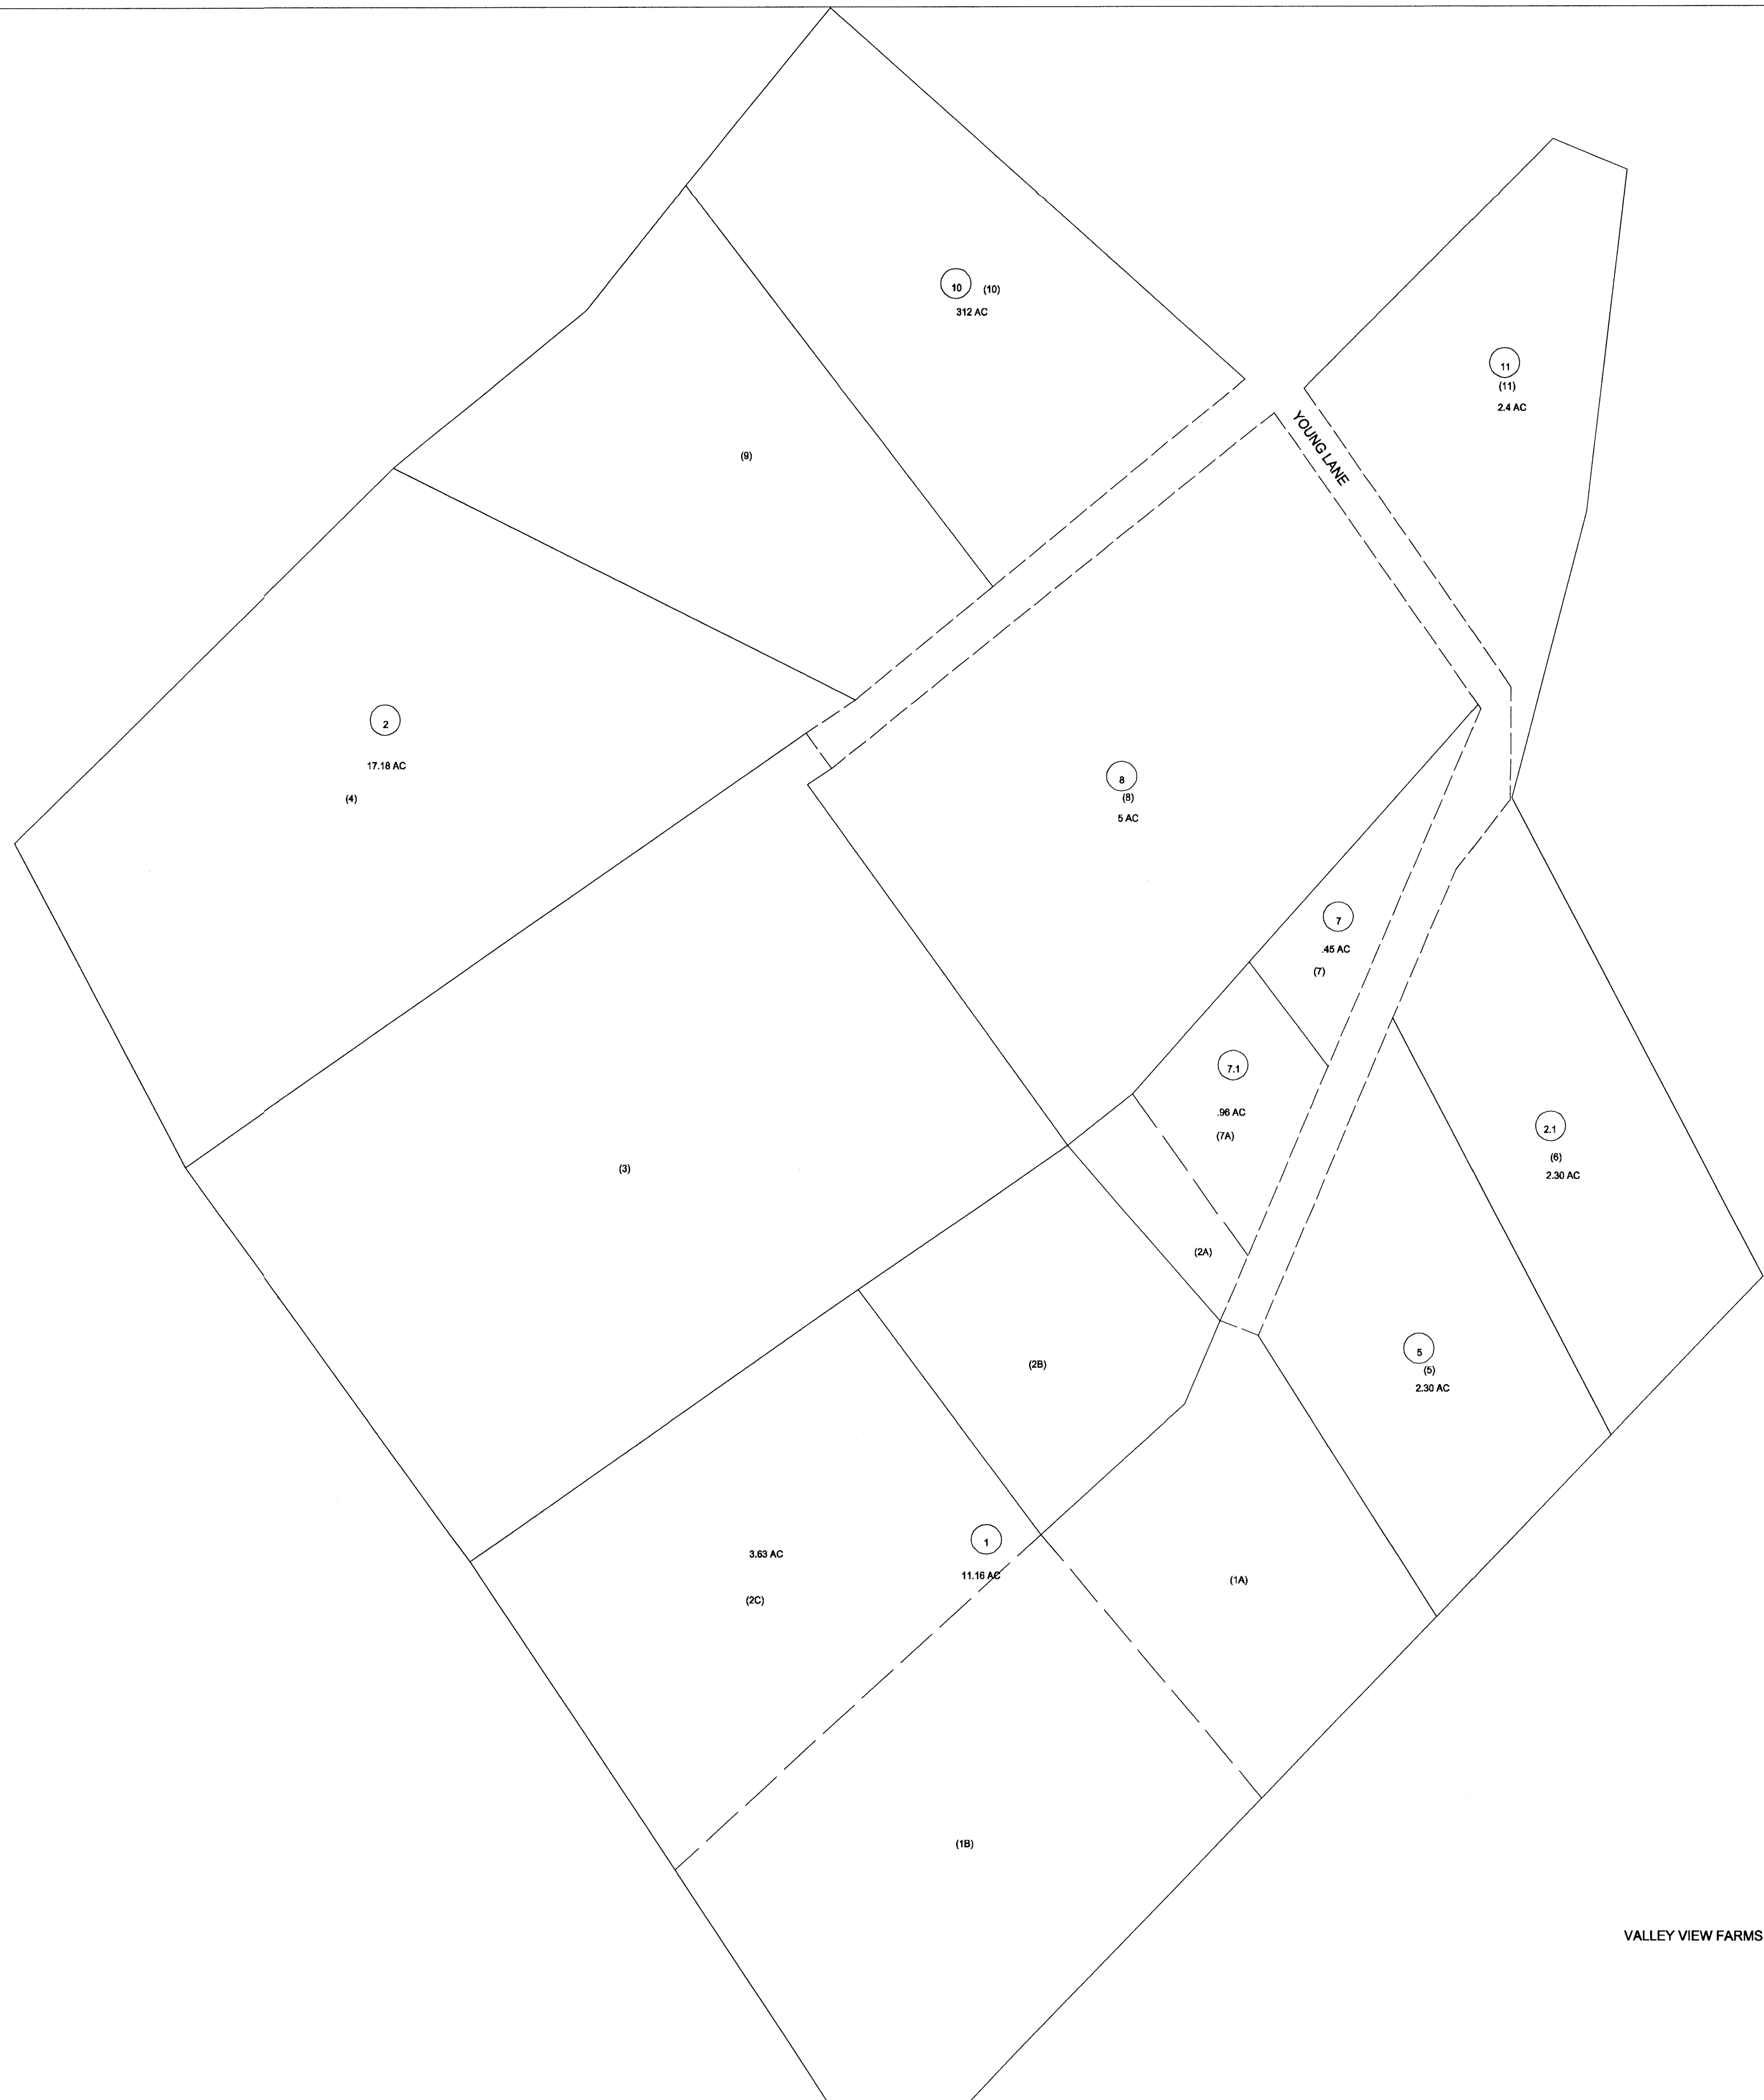 10 (10)
312 AC
11
(11)
2.4 AC
YOUNG LANE
(9)
2
17.18 AC
(4)
8
(8)
5 AC
7
.45 AC
(7)
7.1
.96 AC
(7A)
2.1
(6)
2.30 AC
(3)
(2A)
5
(5)
2.30 AC
(2B)
3.63 AC
(2C)
1
11.16 AC
(1A)
(1B)
VALLEY VIEW FARMS